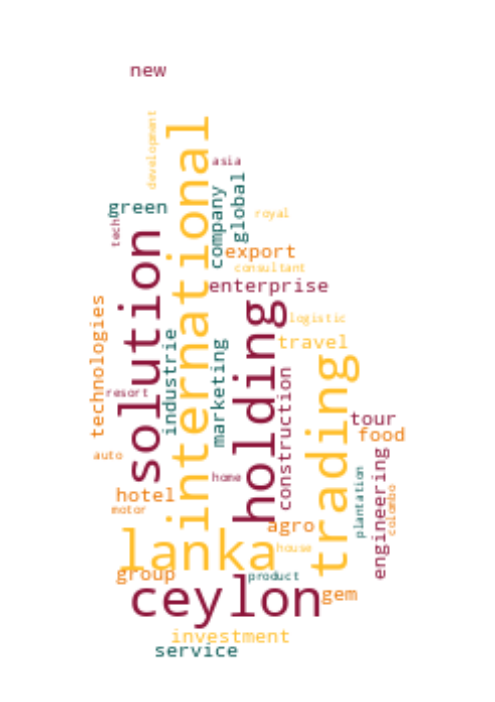 new
development
international
asia
global
company
green
royal
tech
solution
export
consultant
enterprise
technologies
holding
logistic
industrie
marketing
travel
trading
construction
resort
tour
food
auto
engineering
home
plantation
colombo
hotel
motor
agro
lanka
house
group
product
ceylon
gem
investment
service